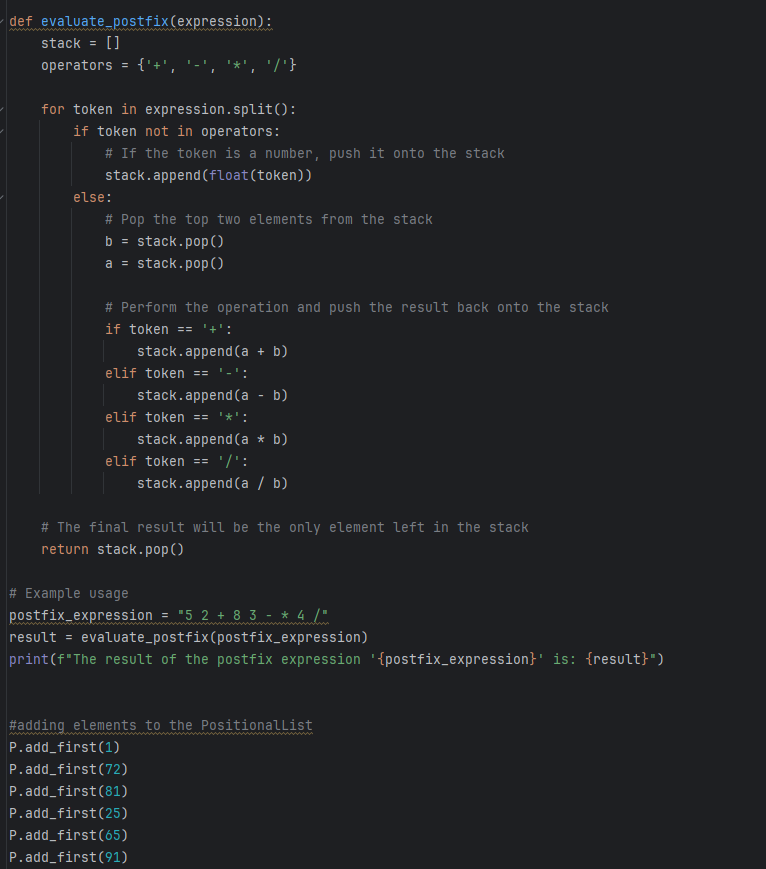 def evaluate_postfix(expression):
    stack = []
    operators = {'+', '-', '*', '/'}
    for token in expression.split():
        if token not in operators:
            # If the token is a number, push it onto the stack
            stack.append(float(token))
        else:
            # Pop the top two elements from the stack
            b = stack.pop()
            a = stack.pop()
            # Perform the operation and push the result back onto the stack
            if token == '+':
                stack.append(a + b)
            elif token == '-':
                stack.append(a - b)
            elif token == '*':
                stack.append(a * b)
            elif token == '/':
                stack.append(a / b)
    # The final result will be the only element left in the stack
    return stack.pop()
# Example usage
postfix_expression = "5 2 + 8 3 - * 4 /"
result = evaluate_postfix(postfix_expression)
print(f"The result of the postfix expression '{postfix_expression}' is: {result}")
#adding elements to the PositionalList
P.add_first(1)
P.add_first(72)
P.add_first(81)
P.add_first(25)
P.add_first(65)
P.add_first(91)